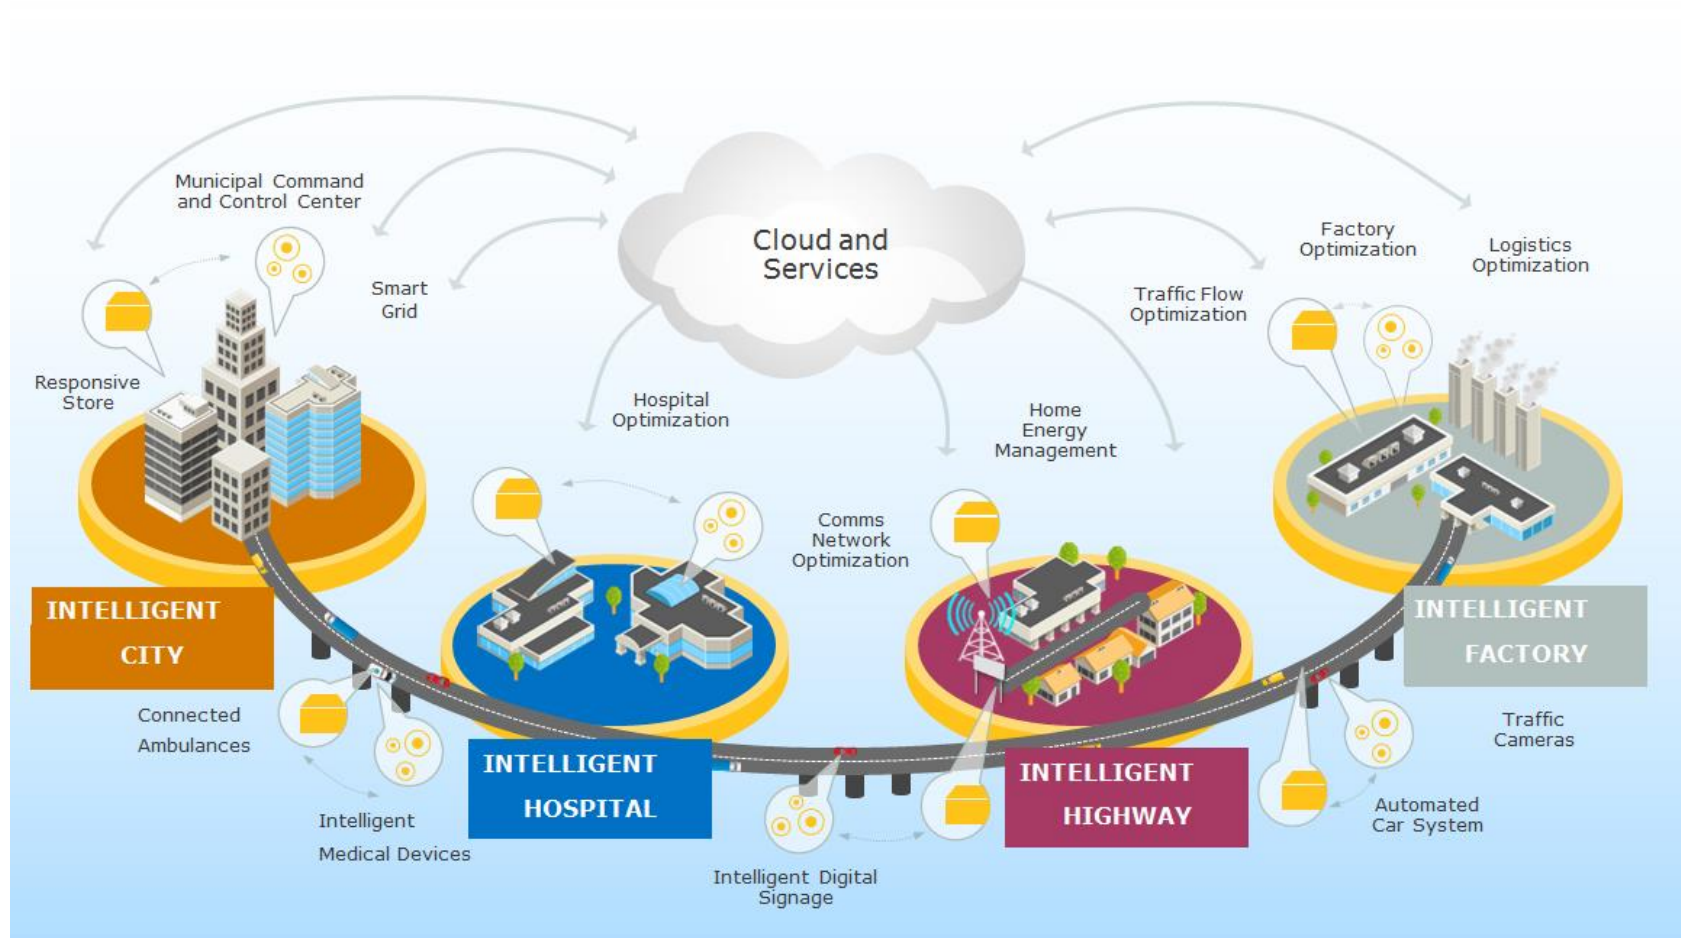 Municipal Command
and Control Center
Cloud and
Services
Smart
Grid
Responsive
Store
Hospital
Optimization
Home
Energy
Management
Traffic Flow
Optimization
Factory
Optimization
Logistics
Optimization
Comms
Network
Optimization
INTELLIGENT
CITY
INTELLIGENT
HOSPITAL
INTELLIGENT
HIGHWAY
INTELLIGENT
FACTORY
Connected
Ambulances
Intelligent
Medical Devices
Intelligent Digital
Signage
Traffic
Cameras
Automated
Car System